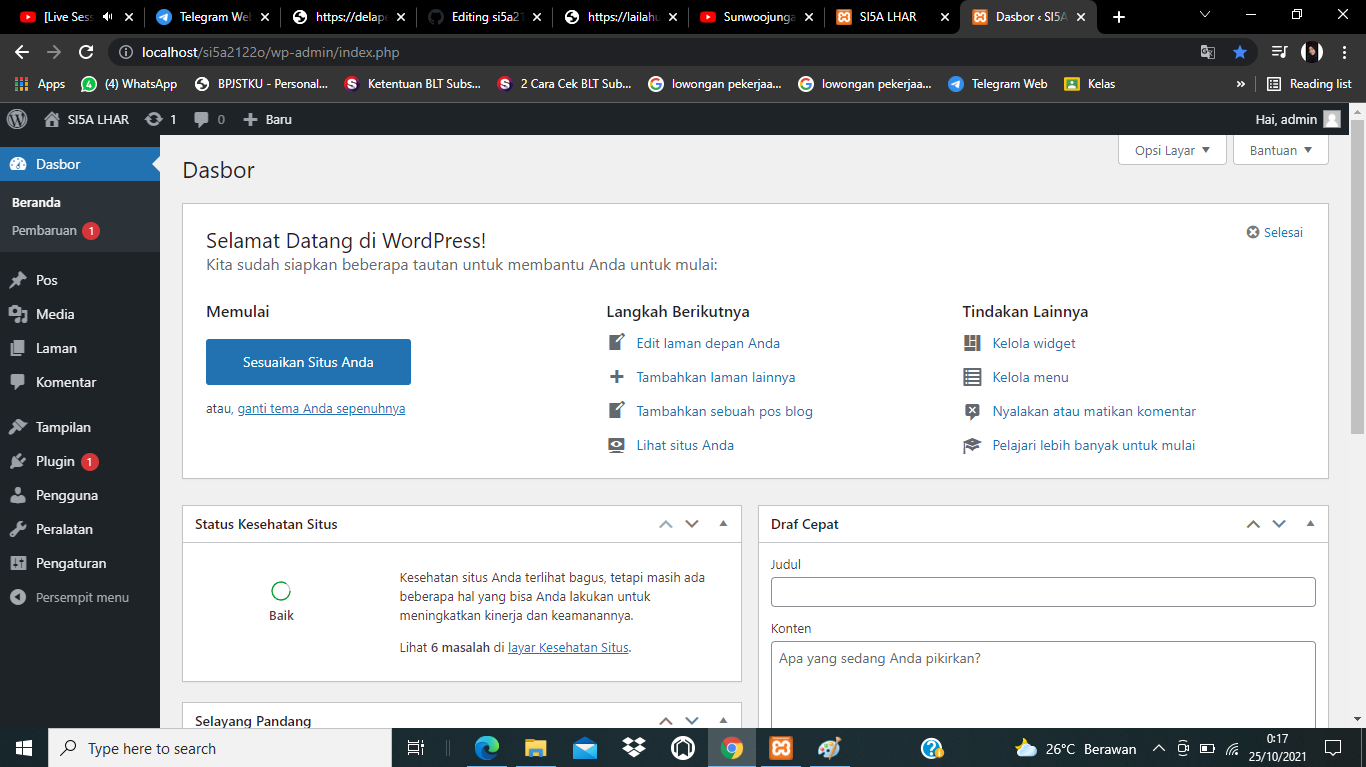 [Live Sess
Telegram Web
https://delape
Editing si5a21
https://lailahu
Sunwoojunga
SI5A LHAR
Dasbor ‹ SI5A
localhost/si5a2122o/wp-admin/index.php
Apps
(4) WhatsApp
BPJSTKU - Personal...
Ketentuan BLT Subs...
2 Cara Cek BLT Sub...
lowongan pekerjaa...
lowongan pekerjaa...
Telegram Web
Kelas
»
Reading list
SI5A LHAR
1
0
Baru
Hai, admin
Dasbor
Beranda
Pembaruan 1
Pos
Media
Laman
Komentar
Tampilan
Plugin 1
Pengguna
Peralatan
Pengaturan
Persempit menu
Opsi Layar
Bantuan
Dasbor
Selamat Datang di WordPress!
Selesai
Kita sudah siapkan beberapa tautan untuk membantu Anda untuk mulai:
Memulai
Sesuaikan Situs Anda
atau, ganti tema Anda sepenuhnya
Langkah Berikutnya
Edit laman depan Anda
Tambahkan laman lainnya
Tambahkan sebuah pos blog
Lihat situs Anda
Tindakan Lainnya
Kelola widget
Kelola menu
Nyalakan atau matikan komentar
Pelajari lebih banyak untuk mulai
Status Kesehatan Situs
Baik
Kesehatan situs Anda terlihat bagus, tetapi masih ada
beberapa hal yang bisa Anda lakukan untuk
meningkatkan kinerja dan keamanannya.
Lihat 6 masalah di layar Kesehatan Situs.
Selayang Pandang
Draf Cepat
Judul
Konten
Apa yang sedang Anda pikirkan?
Type here to search
26°C Berawan
0:17
25/10/2021